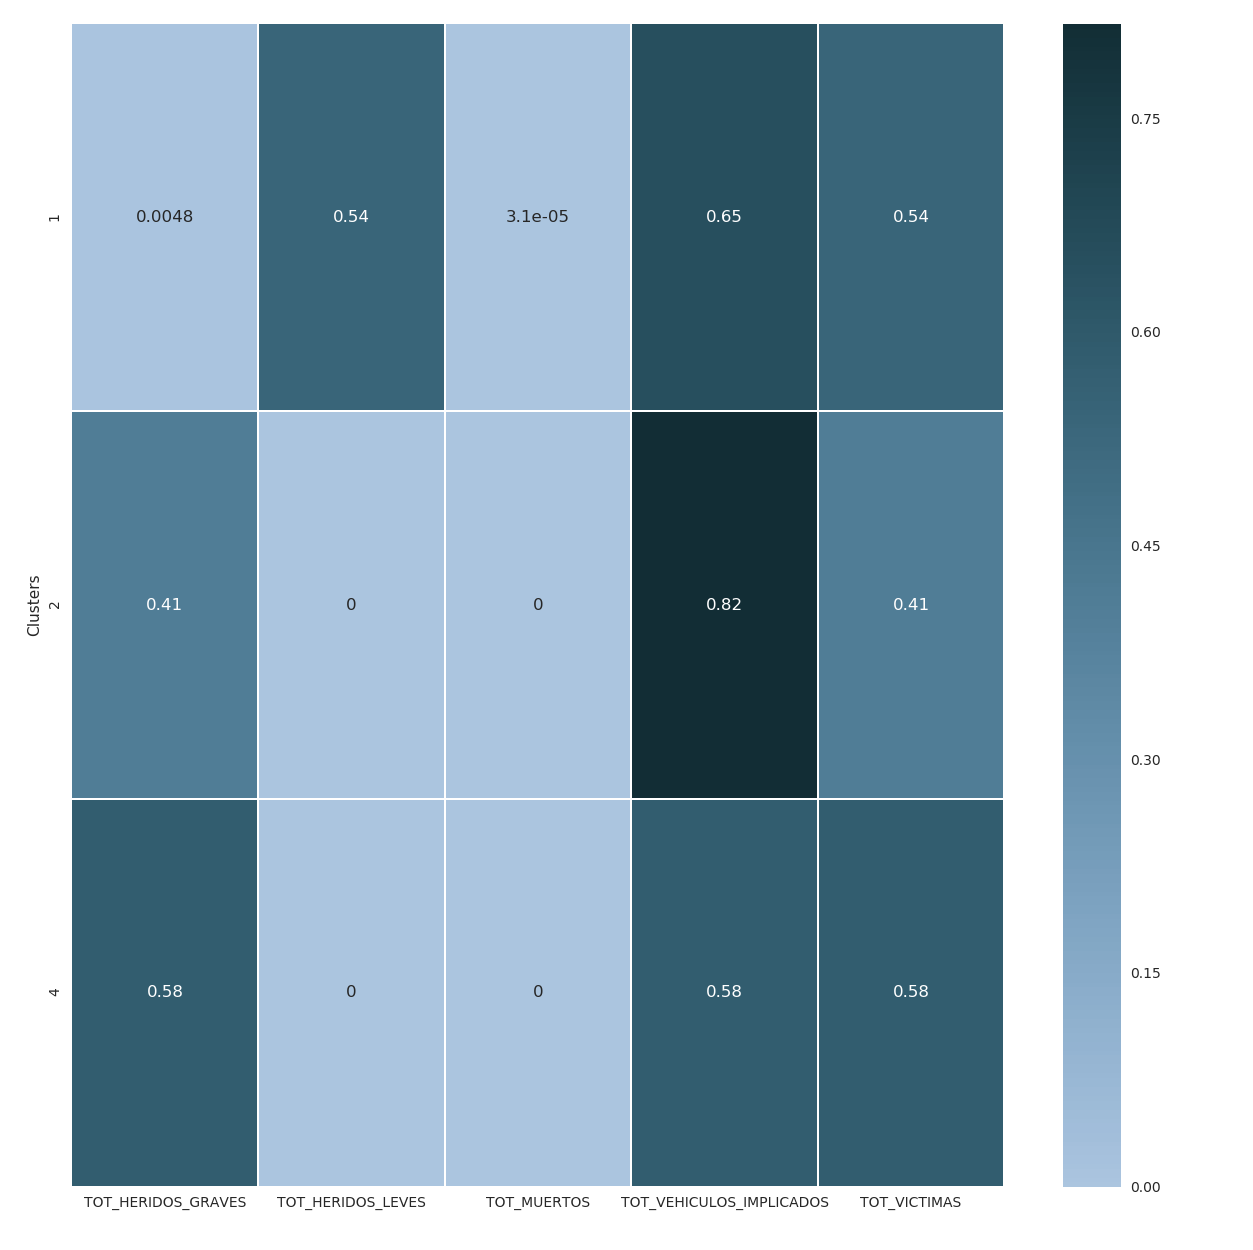 0.0048 0.54 3.1e-05 0.65 0.54
0.41 0 0 0.82 0.41
0.58 0 0 0.58 0.58
1
2
4
Clusters
TOT_HERIDOS_GRAVES TOT_HERIDOS_LEVES TOT_MUERTOS TOT_VEHICULOS_IMPLICADOS TOT_VICTIMAS
0.75
0.60
0.45
0.30
0.15
0.00